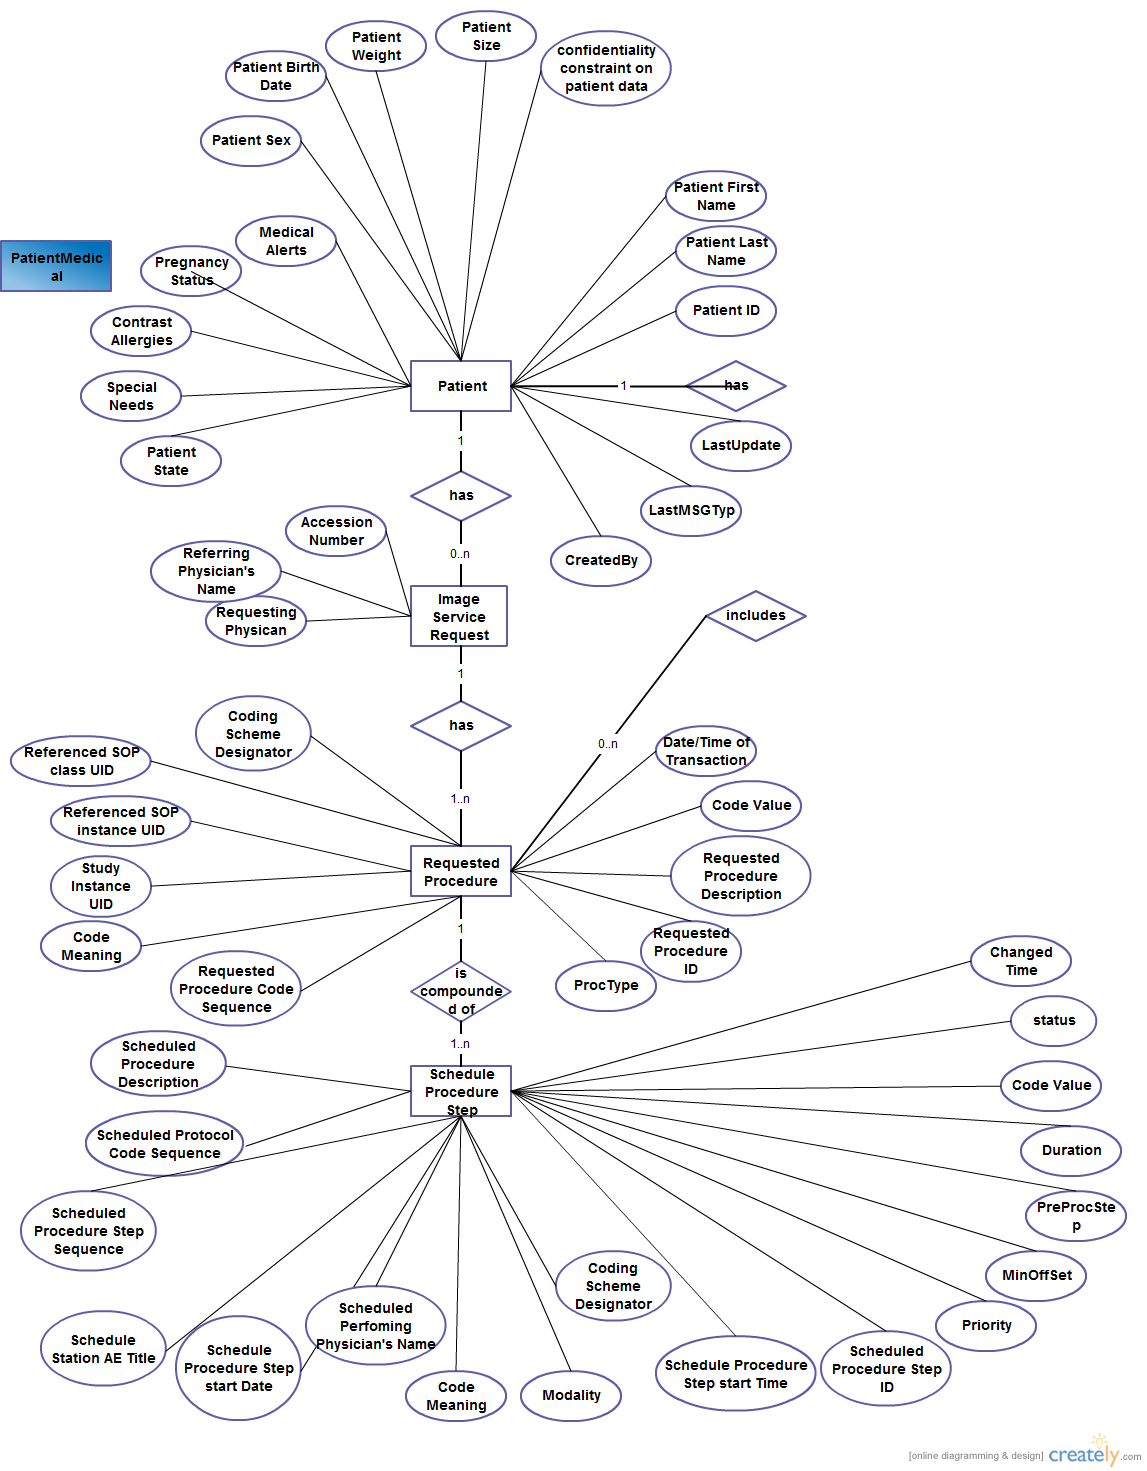 Patient
Size
Patient
Weight
confidentiality
constraint on
patient data
Patient Birth
Date
Patient Sex
Patient First
Name
Medical
Alerts
Patient Last
Name
PatientMedic
al
Pregnancy
Status
Patient ID
Contrast
Allergies
Special
Needs
Patient
1
has
Patient
State
LastUpdate
1
has
LastMSGTyp
Accession
Number
0..n
CreatedBy
Referring
Physician's
Name
Requesting
Physican
Image
Service
Request
includes
1
has
Coding
Scheme
Designator
0..n
Date/Time of
Transaction
Referenced SOP
class UID
1..n
Code Value
Referenced SOP
instance UID
Requested
Procedure
Requested
Procedure
Description
Study
Instance
UID
Code
Meaning
1
Requested
Procedure
ID
Requested
Procedure Code
Sequence
is
compounde
d of
ProcType
Changed
Time
status
1..n
Scheduled
Procedure
Description
Schedule
Procedure
Step
Code Value
Scheduled Protocol
Code Sequence
Duration
Scheduled
Procedure Step
Sequence
PreProcSte
p
Coding
Scheme
Designator
MinOffSet
Scheduled
Perfoming
Physician's Name
Priority
Schedule
Station AE Title
Schedule
Procedure Step
start Date
Code
Meaning
Modality
Schedule Procedure
Step start Time
Scheduled
Procedure Step
ID
[online diagramming & design] creately.com